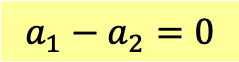 a₁ − a₂ = 0